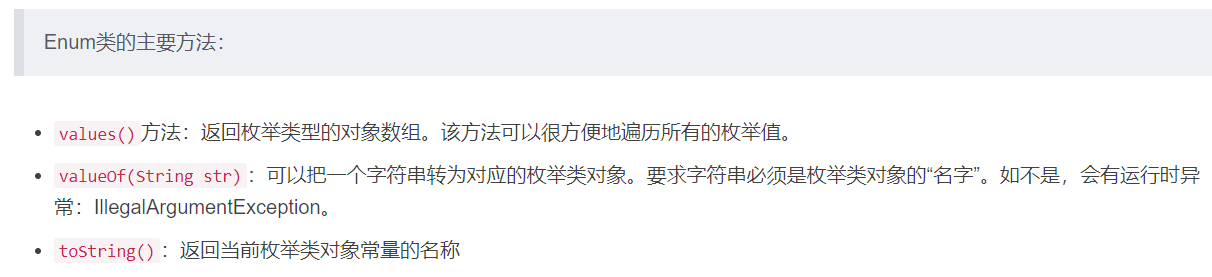 Enum类的主要方法：
values()方法：返回枚举类型的对象数组。该方法可以很方便地遍历所有的枚举值。
valueOf(String str)：可以把一个字符串转为对应的枚举类对象。要求字符串必须是枚举类对象的“名字”。如不是，会有运行时异
常：IllegalArgumentException。
toString()：返回当前枚举类对象常量的名称